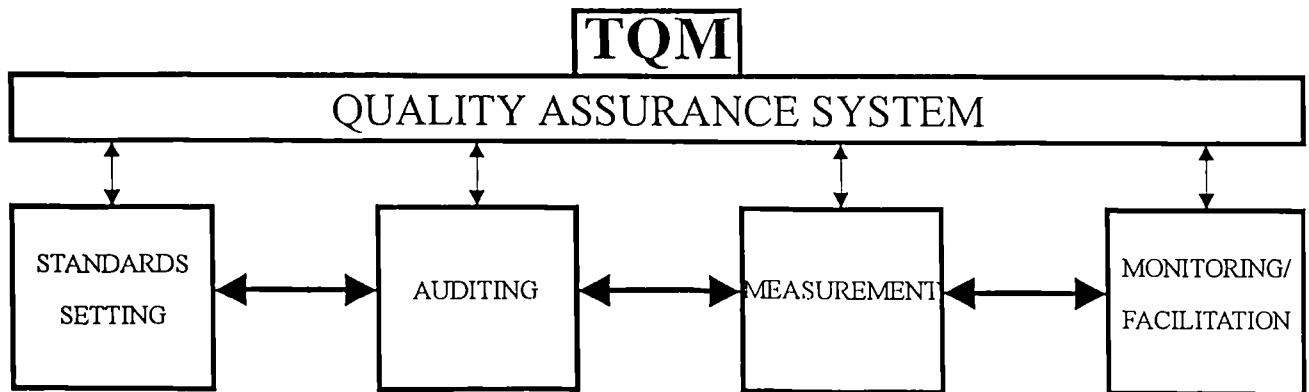 TQM
QUALITY ASSURANCE SYSTEM
STANDARDS
SETTING
AUDITING
MEASUREMENT
MONITORING/
FACILITATION